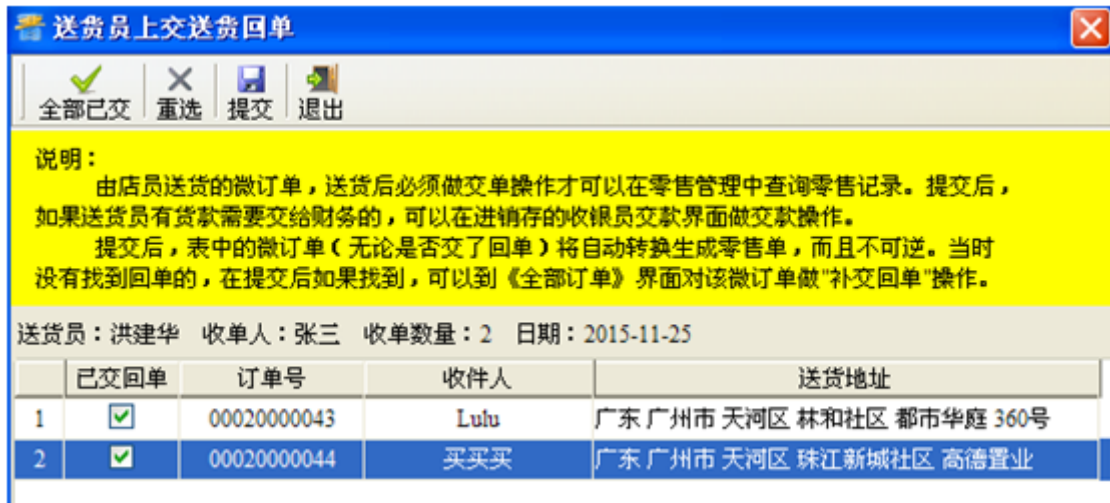 送货员上交送货回单
全部已交 重选 提交 退出
说明：
由店员送货的微订单，送货后必须做交单操作才可以在零售管理中查询零售记录。提交后，
如果送货员有货款需要交给财务的，可以在进销存的收银员交款界面做交款操作。
提交后，表中的微订单（无论是否交了回单）将自动转换生成零售单，而且不可逆。当时
没有找到回单的，在提交后如果找到，可以到《全部订单》界面对该微订单做"补交回单"操作。
送货员：洪建华 收单人：张三 收单数量：2 日期：2015-11-25
已交回单 订单号 收件人 送货地址
1 00020000043 Lulu 广东 广州市 天河区 林和社区 都市华庭 360号
2 00020000044 买买买 广东 广州市 天河区 珠江新城社区 高德置业